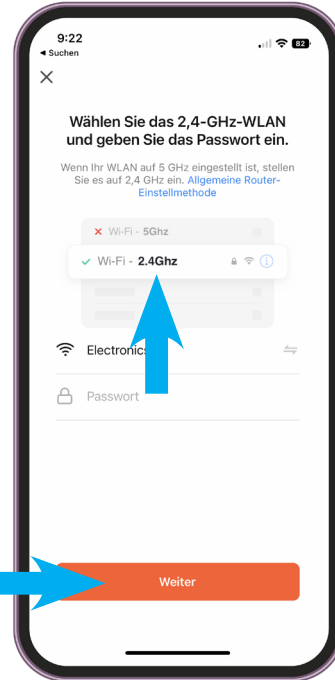 9:22
82
◀ Suchen
Wählen Sie das 2,4-GHz-WLAN
und geben Sie das Passwort ein.
Wenn Ihr WLAN auf 5 GHz eingestellt ist, stellen
Sie es auf 2,4 GHz ein. Allgemeine Router-
Einstellmethode
Wi-Fi - 5Ghz
Wi-Fi - 2.4Ghz
Electronics
Passwort
Weiter